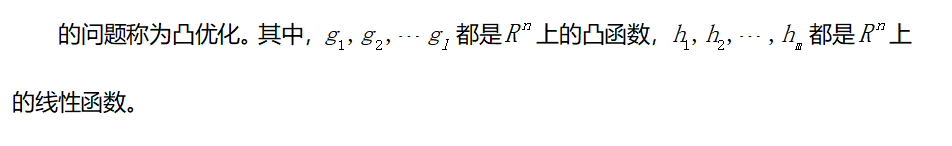 的问题称为凸优化。其中，g₁, g₂, ⋯ gₗ 都是 Rⁿ 上的凸函数，h₁, h₂, ⋯ , hₘ 都是 Rⁿ 上
的线性函数。